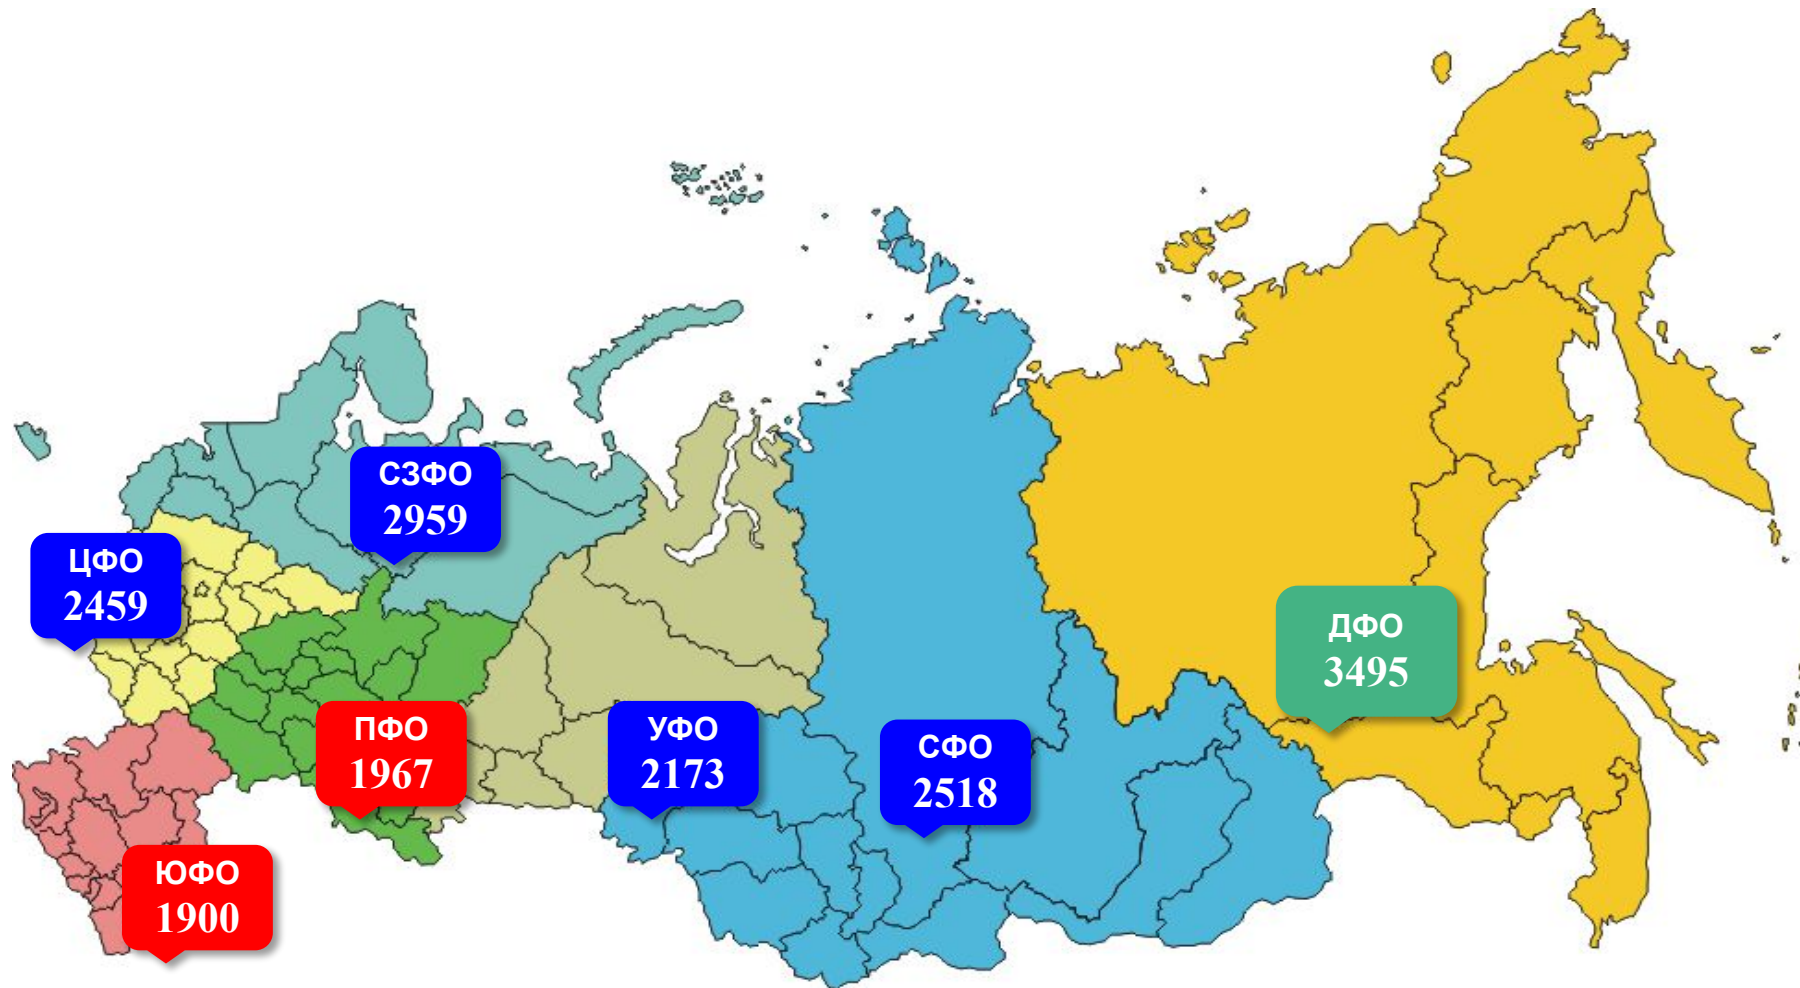 СЗФО
2959
ЦФО
2459
ДФО
3495
ПФО
1967
УФО
2173
СФО
2518
ЮФО
1900